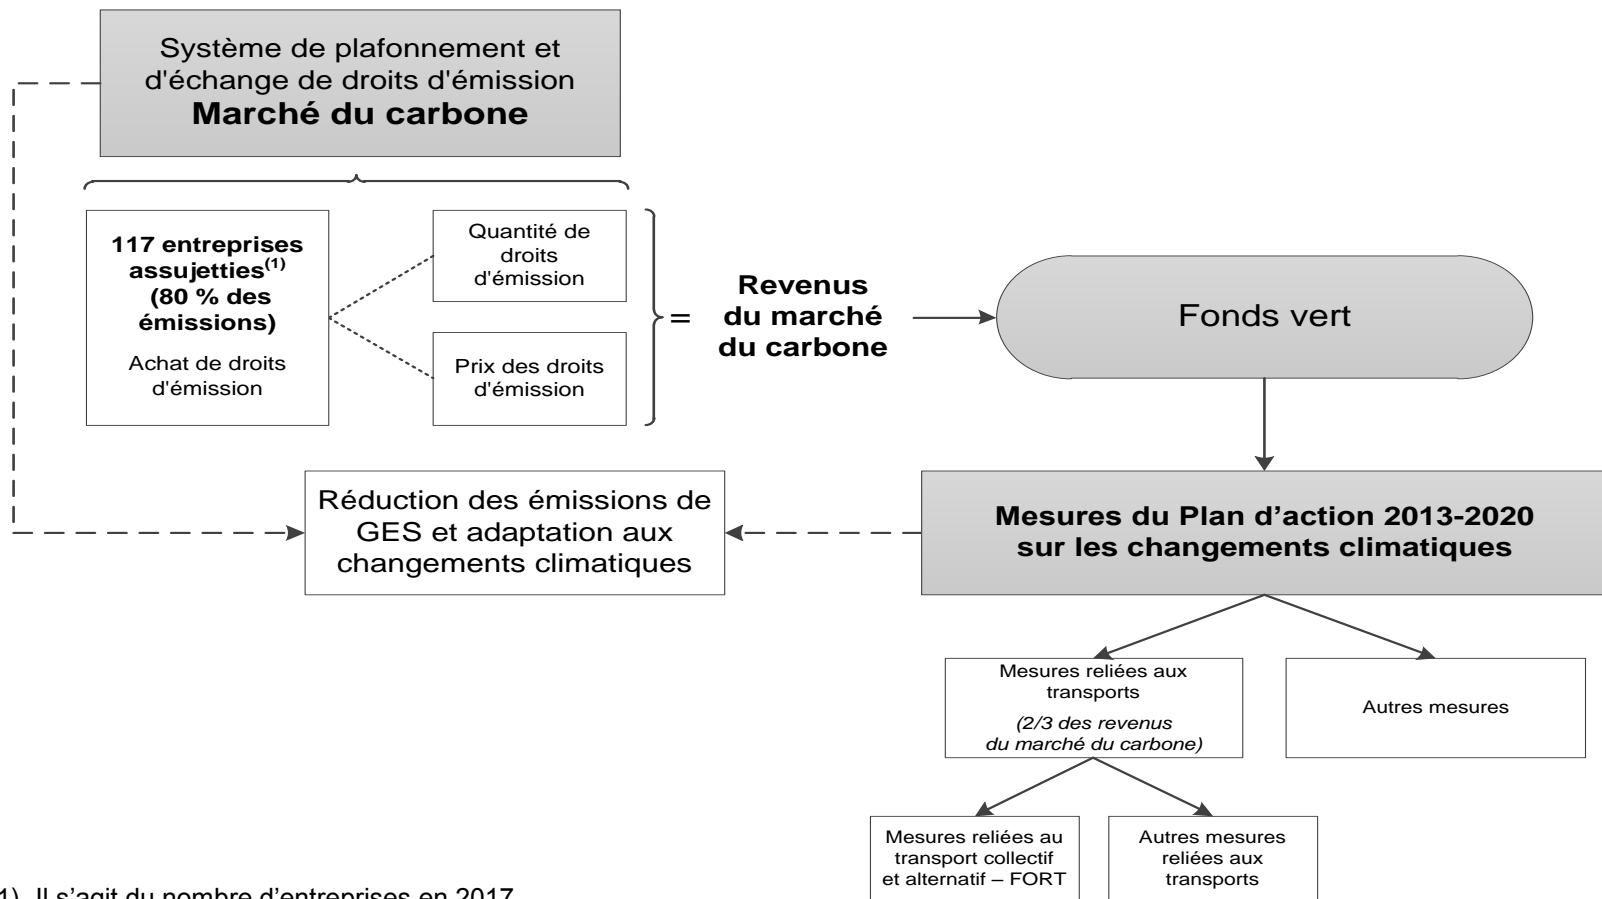 Système de plafonnement et
d'échange de droits d'émission
Marché du carbone
117 entreprises
assujetties(1)
(80 % des
émissions)
Achat de droits
d'émission
Quantité de
droits
d'émission
Prix des droits
d'émission
=
Revenus
du marché
du carbone
Fonds vert
Réduction des émissions de
GES et adaptation aux
changements climatiques
Mesures du Plan d’action 2013-2020
sur les changements climatiques
Mesures reliées aux
transports
(2/3 des revenus
du marché du carbone)
Autres mesures
Mesures reliées au
transport collectif
et alternatif – FORT
Autres mesures
reliées aux
transports
1) Il s’agit du nombre d’entreprises en 2017